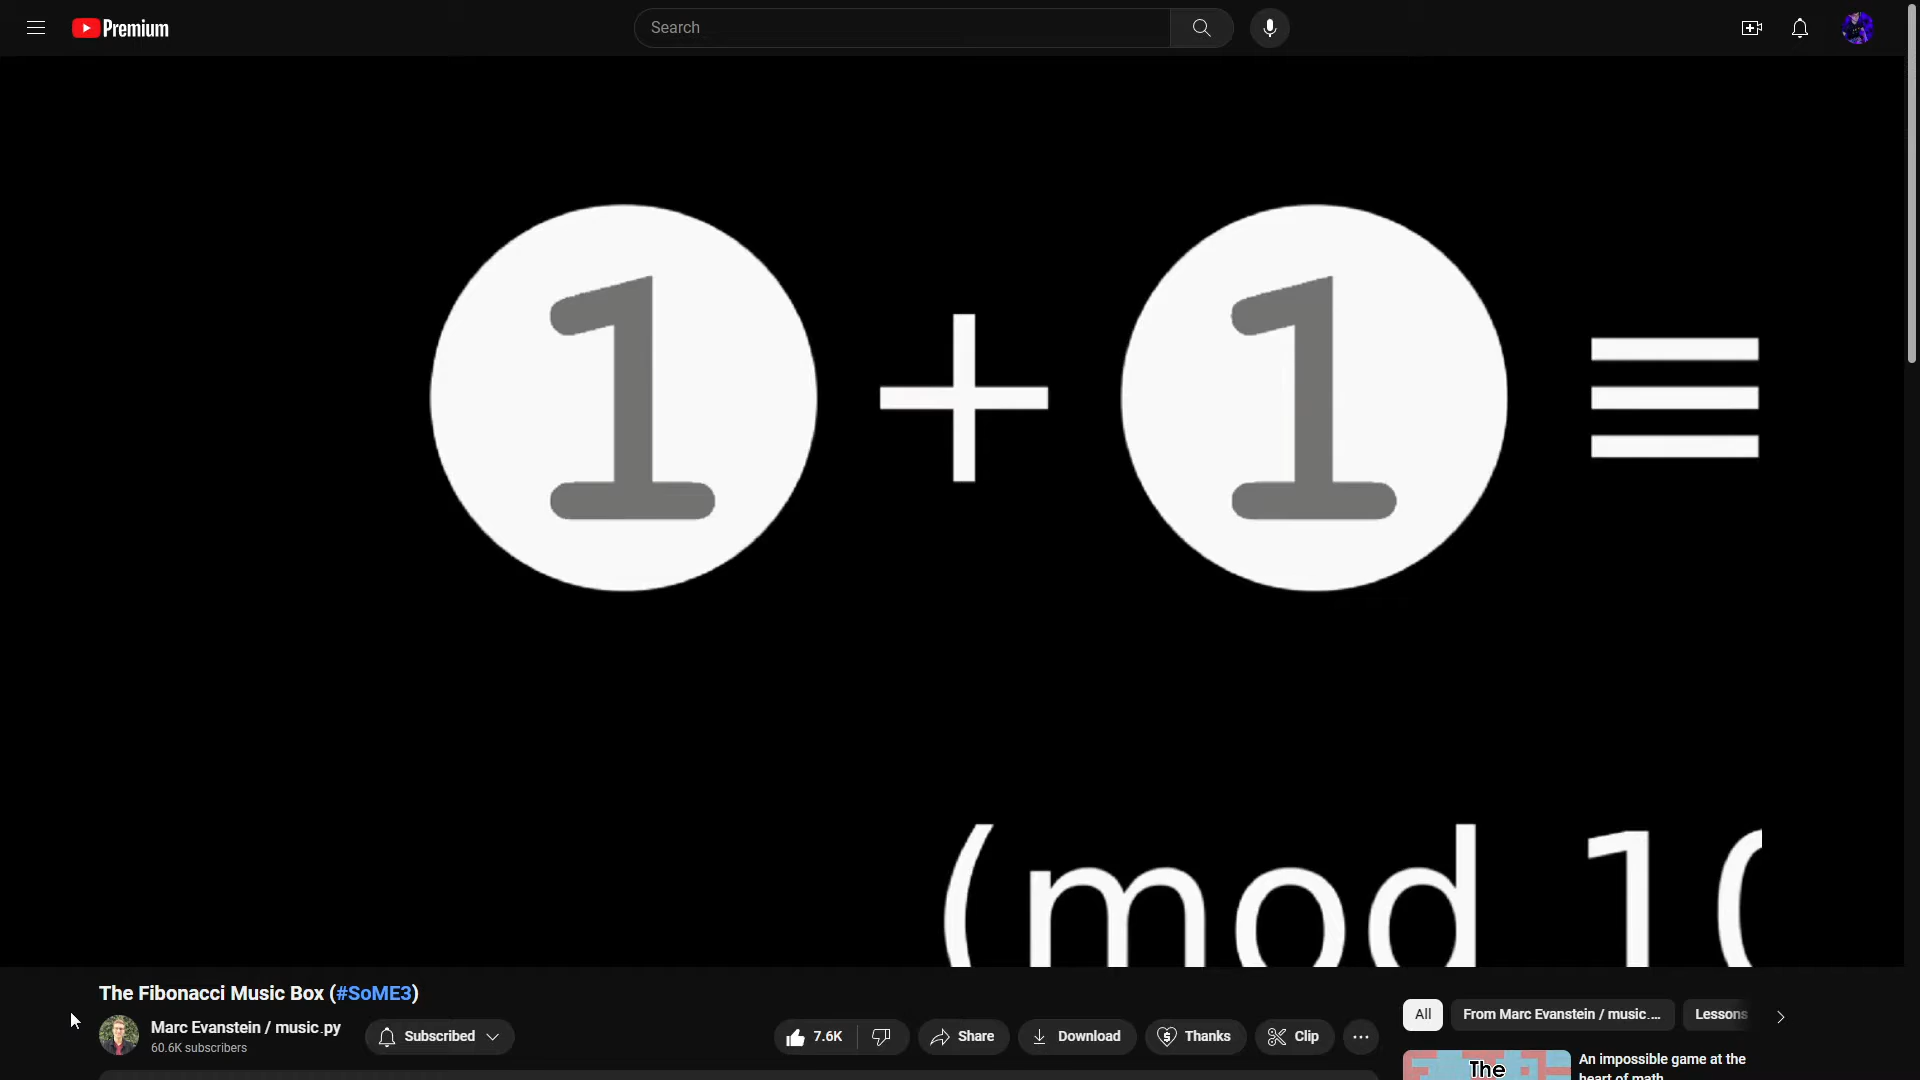 Premium
Search
1 + 1 ≡
(mod 10
The Fibonacci Music Box (#SoME3)
Marc Evanstein / music.py
60.6K subscribers
Subscribed
7.6K
Share
Download
Thanks
Clip
All
From Marc Evanstein / music...
Lessons
The
An impossible game at the
heart of math